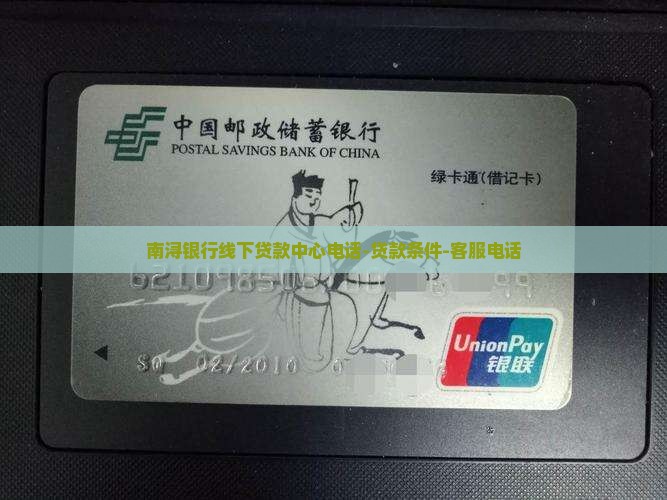 中国邮政储蓄银行
POSTAL SAVINGS BANK OF CHINA
绿卡通(借记卡)
南浔银行线下贷款中心电话-贷款条件-客服电话
UnionPay
银联
02/2010